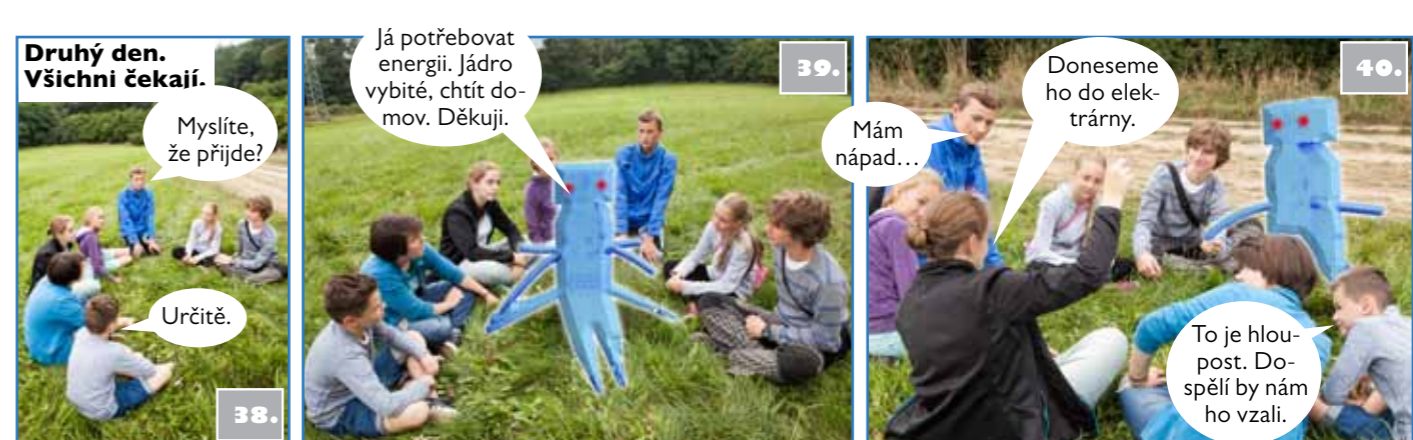 Druhý den.
Všichni čekají.
Myslíte,
že přijde?
Určitě.
38.
Já potřebovat
energii. Jádro
vybité, chtít do-
mov. Děkuji.
39.
Mám
nápad…
Doneseme
ho do elek-
trárny.
40.
To je hlou-
post. Do-
spělí by nám
ho vzali.